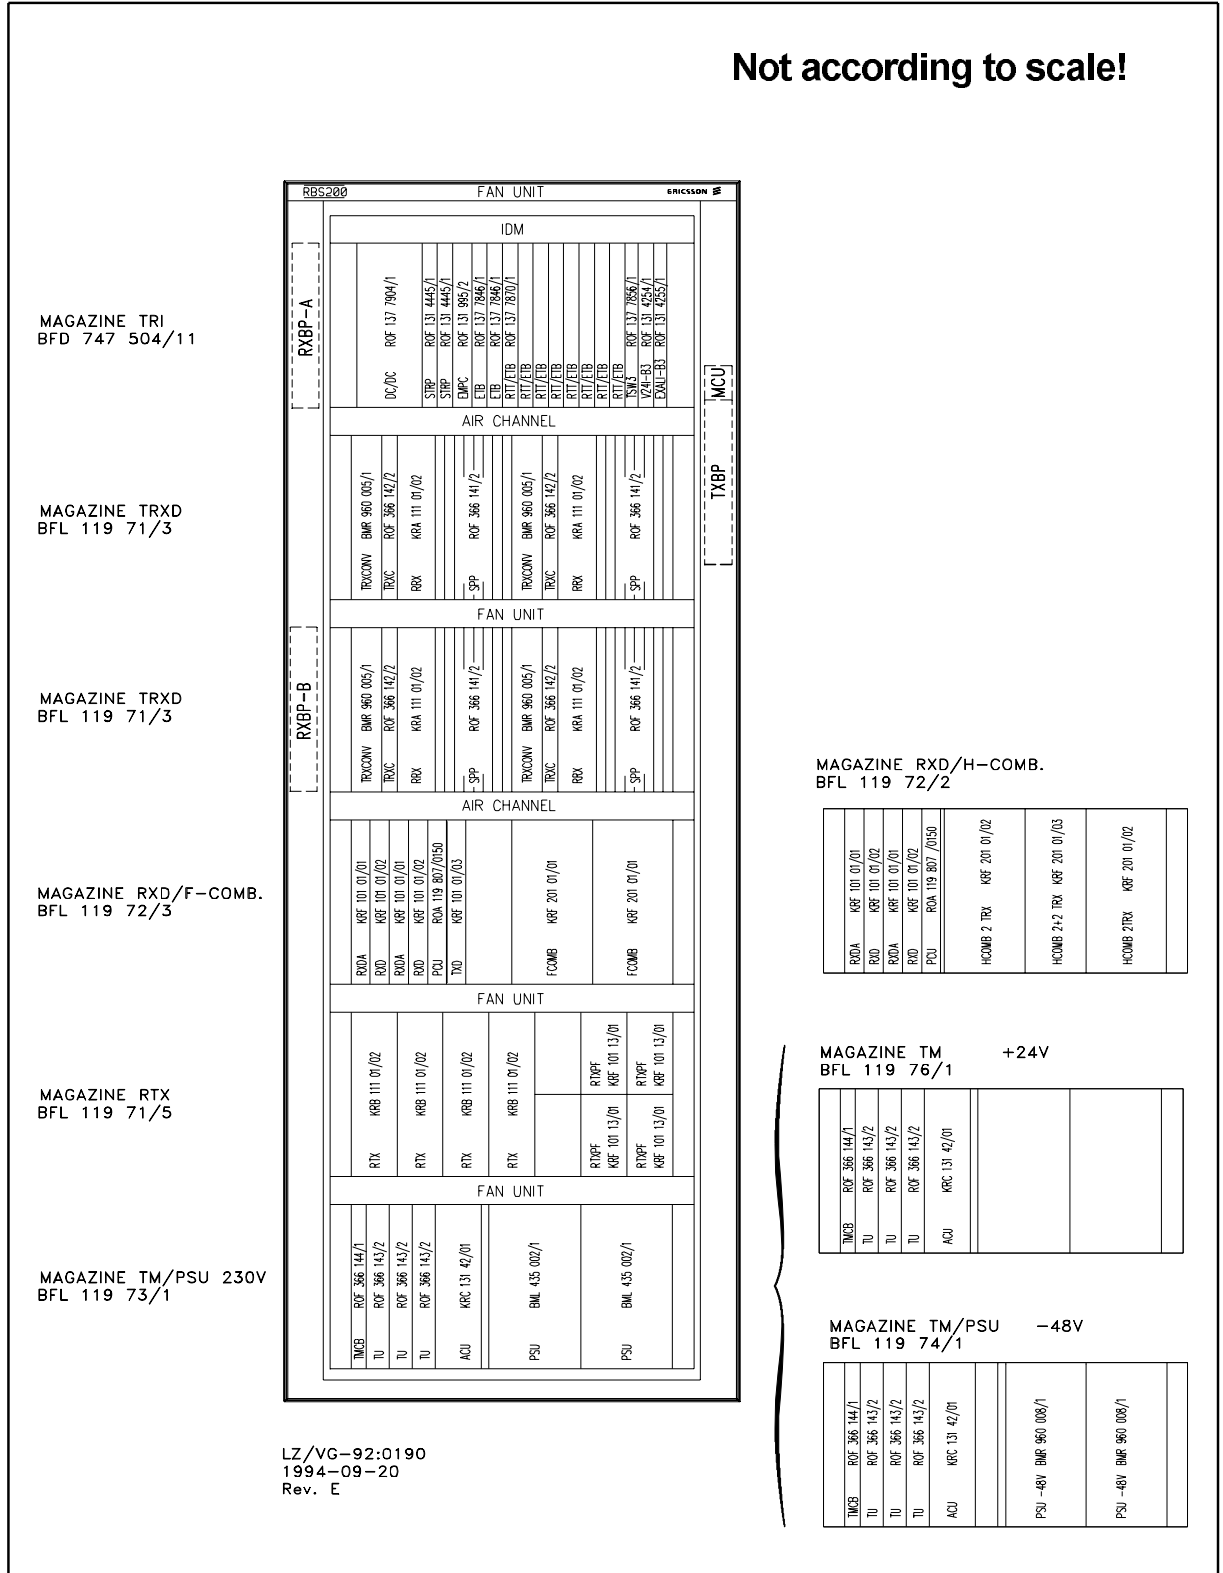 Not according to scale!
RBS200
FAN UNIT
ERICSSON
IDM
RXBP-A
MAGAZINE TRI
BFD 747 504/11
DC/DC ROF 137 7904/1
STRP ROF 131 4445/1
STRP ROF 131 4445/1
EMPC ROF 131 995/2
ETB ROF 137 7846/1
ETB ROF 137 7846/1
RTT/ETB ROF 137 7870/1
RTT/ETB
RTT/ETB
RTT/ETB
RTT/ETB
RTT/ETB
RTT/ETB
RTT/ETB
TSW3 ROF 137 7856/1
V24I-B3 ROF 131 4254/1
EXALI-B3 ROF 131 4255/1
MCU
TXBP
AIR CHANNEL
MAGAZINE TRXD
BFL 119 71/3
TRXCONV BMR 960 005/1
TRXC ROF 366 142/2
RRX KRA 111 01/02
SPP ROF 366 141/2
TRXCONV BMR 960 005/1
TRXC ROF 366 142/2
RRX KRA 111 01/02
SPP ROF 366 141/2
FAN UNIT
RXBP-B
MAGAZINE TRXD
BFL 119 71/3
TRXCONV BMR 960 005/1
TRXC ROF 366 142/2
RRX KRA 111 01/02
SPP ROF 366 141/2
TRXCONV BMR 960 005/1
TRXC ROF 366 142/2
RRX KRA 111 01/02
SPP ROF 366 141/2
AIR CHANNEL
MAGAZINE RXD/F-COMB.
BFL 119 72/3
RXDA KRF 101 01/01
RXD KRF 101 01/02
RXDA KRF 101 01/01
RXD KRF 101 01/02
PCU ROA 119 807/0150
TXD KRF 101 01/03
FCOMB KRF 201 01/01
FCOMB KRF 201 01/01
FAN UNIT
MAGAZINE RTX
BFL 119 71/5
RTX KRB 111 01/02
RTX KRB 111 01/02
RTX KRB 111 01/02
RTX KRB 111 01/02
RTXPF
KRF 101 13/01
RTXPF
KRF 101 13/01
RTXPF
KRF 101 13/01
RTXPF
KRF 101 13/01
FAN UNIT
MAGAZINE TM/PSU 230V
BFL 119 73/1
TMCB ROF 366 144/1
TU ROF 366 143/2
TU ROF 366 143/2
TU ROF 366 143/2
ACU KRC 131 42/01
PSU BML 435 002/1
PSU BML 435 002/1
MAGAZINE RXD/H-COMB.
BFL 119 72/2
RXDA KRF 101 01/01
RXD KRF 101 01/02
RXDA KRF 101 01/01
RXD KRF 101 01/02
PCU ROA 119 807 /0150
HCOMB 2 TRX KRF 201 01/02
HCOMB 2+2 TRX KRF 201 01/03
HCOMB 2TRX KRF 201 01/02
MAGAZINE TM +24V
BFL 119 76/1
TMCB ROF 366 144/1
TU ROF 366 143/2
TU ROF 366 143/2
TU ROF 366 143/2
ACU KRC 131 42/01
MAGAZINE TM/PSU -48V
BFL 119 74/1
TMCB ROF 366 144/1
TU ROF 366 143/2
TU ROF 366 143/2
TU ROF 366 143/2
ACU KRC 131 42/01
PSU -48V BMR 960 008/1
PSU -48V BMR 960 008/1
LZ/VG-92:0190
1994-09-20
Rev. E